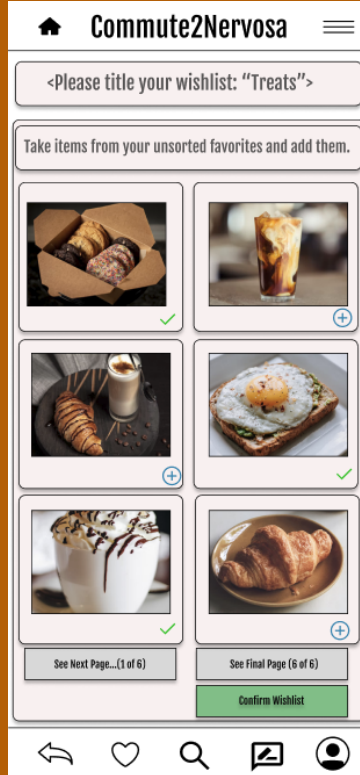 Commute2Nervosa
<Please title your wishlist: “Treats”>
Take items from your unsorted favorites and add them.
See Next Page...(1 of 6)
See Final Page (6 of 6)
Confirm Wishlist